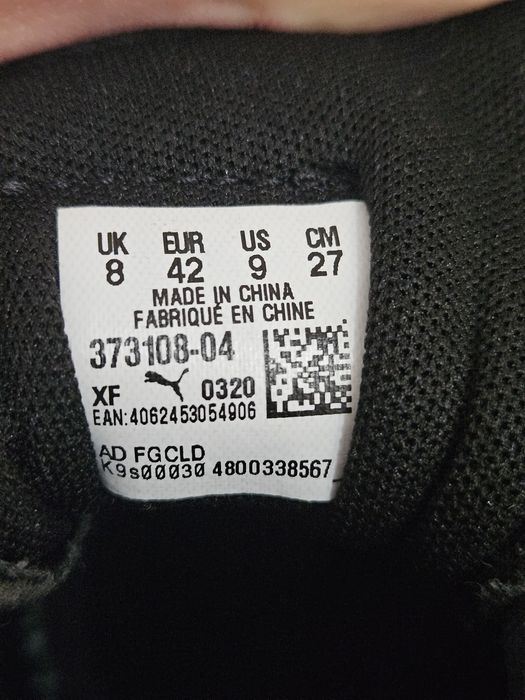 UK EUR US CM
8 42 9 27
MADE IN CHINA
FABRIQUÉ EN CHINE
373108-04
XF 0320
EAN:4062453054906
AD FGCLD
K9s00030 4800338567